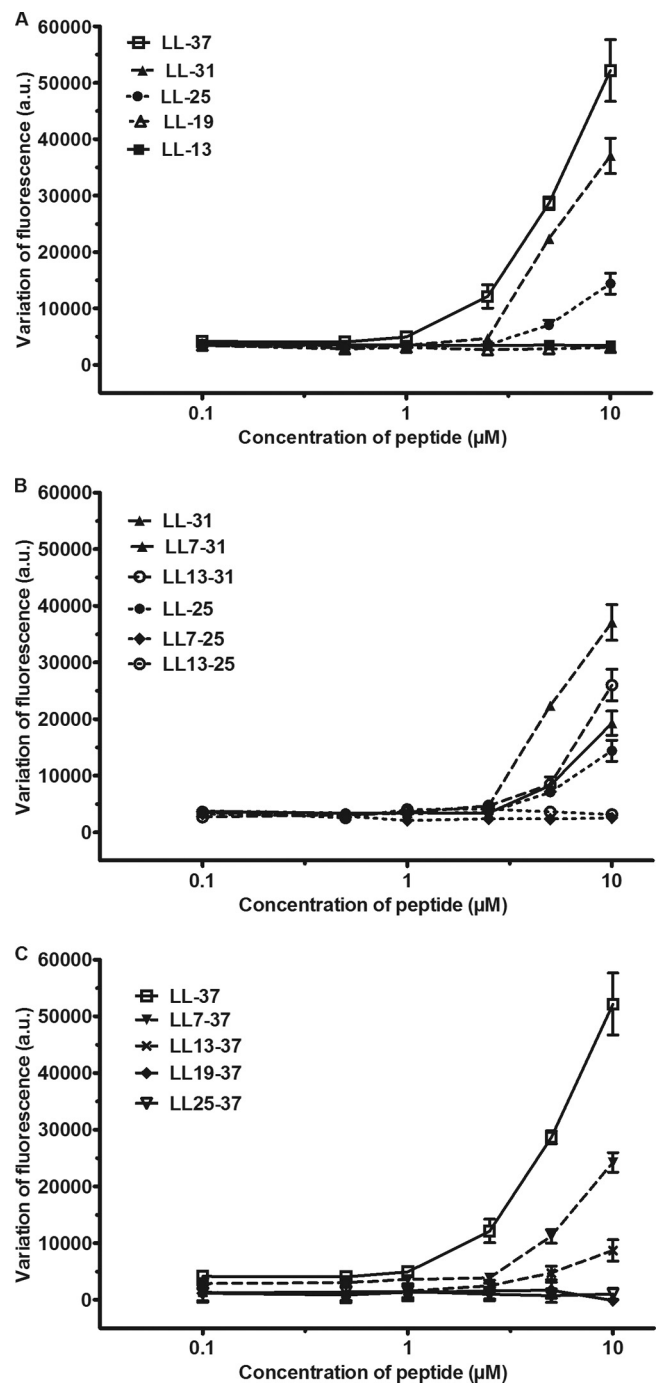 A
Variation of fluorescence (a.u.)
60000
50000
40000
30000
20000
10000
0
LL-37
LL-31
LL-25
LL-19
LL-13
0.1
1
10
Concentration of peptide (µM)
B
Variation of fluorescence (a.u.)
60000
50000
40000
30000
20000
10000
0
LL-31
LL7-31
LL13-31
LL-25
LL7-25
LL13-25
0.1
1
10
Concentration of peptide (µM)
C
Variation of fluorescence (a.u.)
60000
50000
40000
30000
20000
10000
0
LL-37
LL7-37
LL13-37
LL19-37
LL25-37
0.1
1
10
Concentration of peptide (µM)